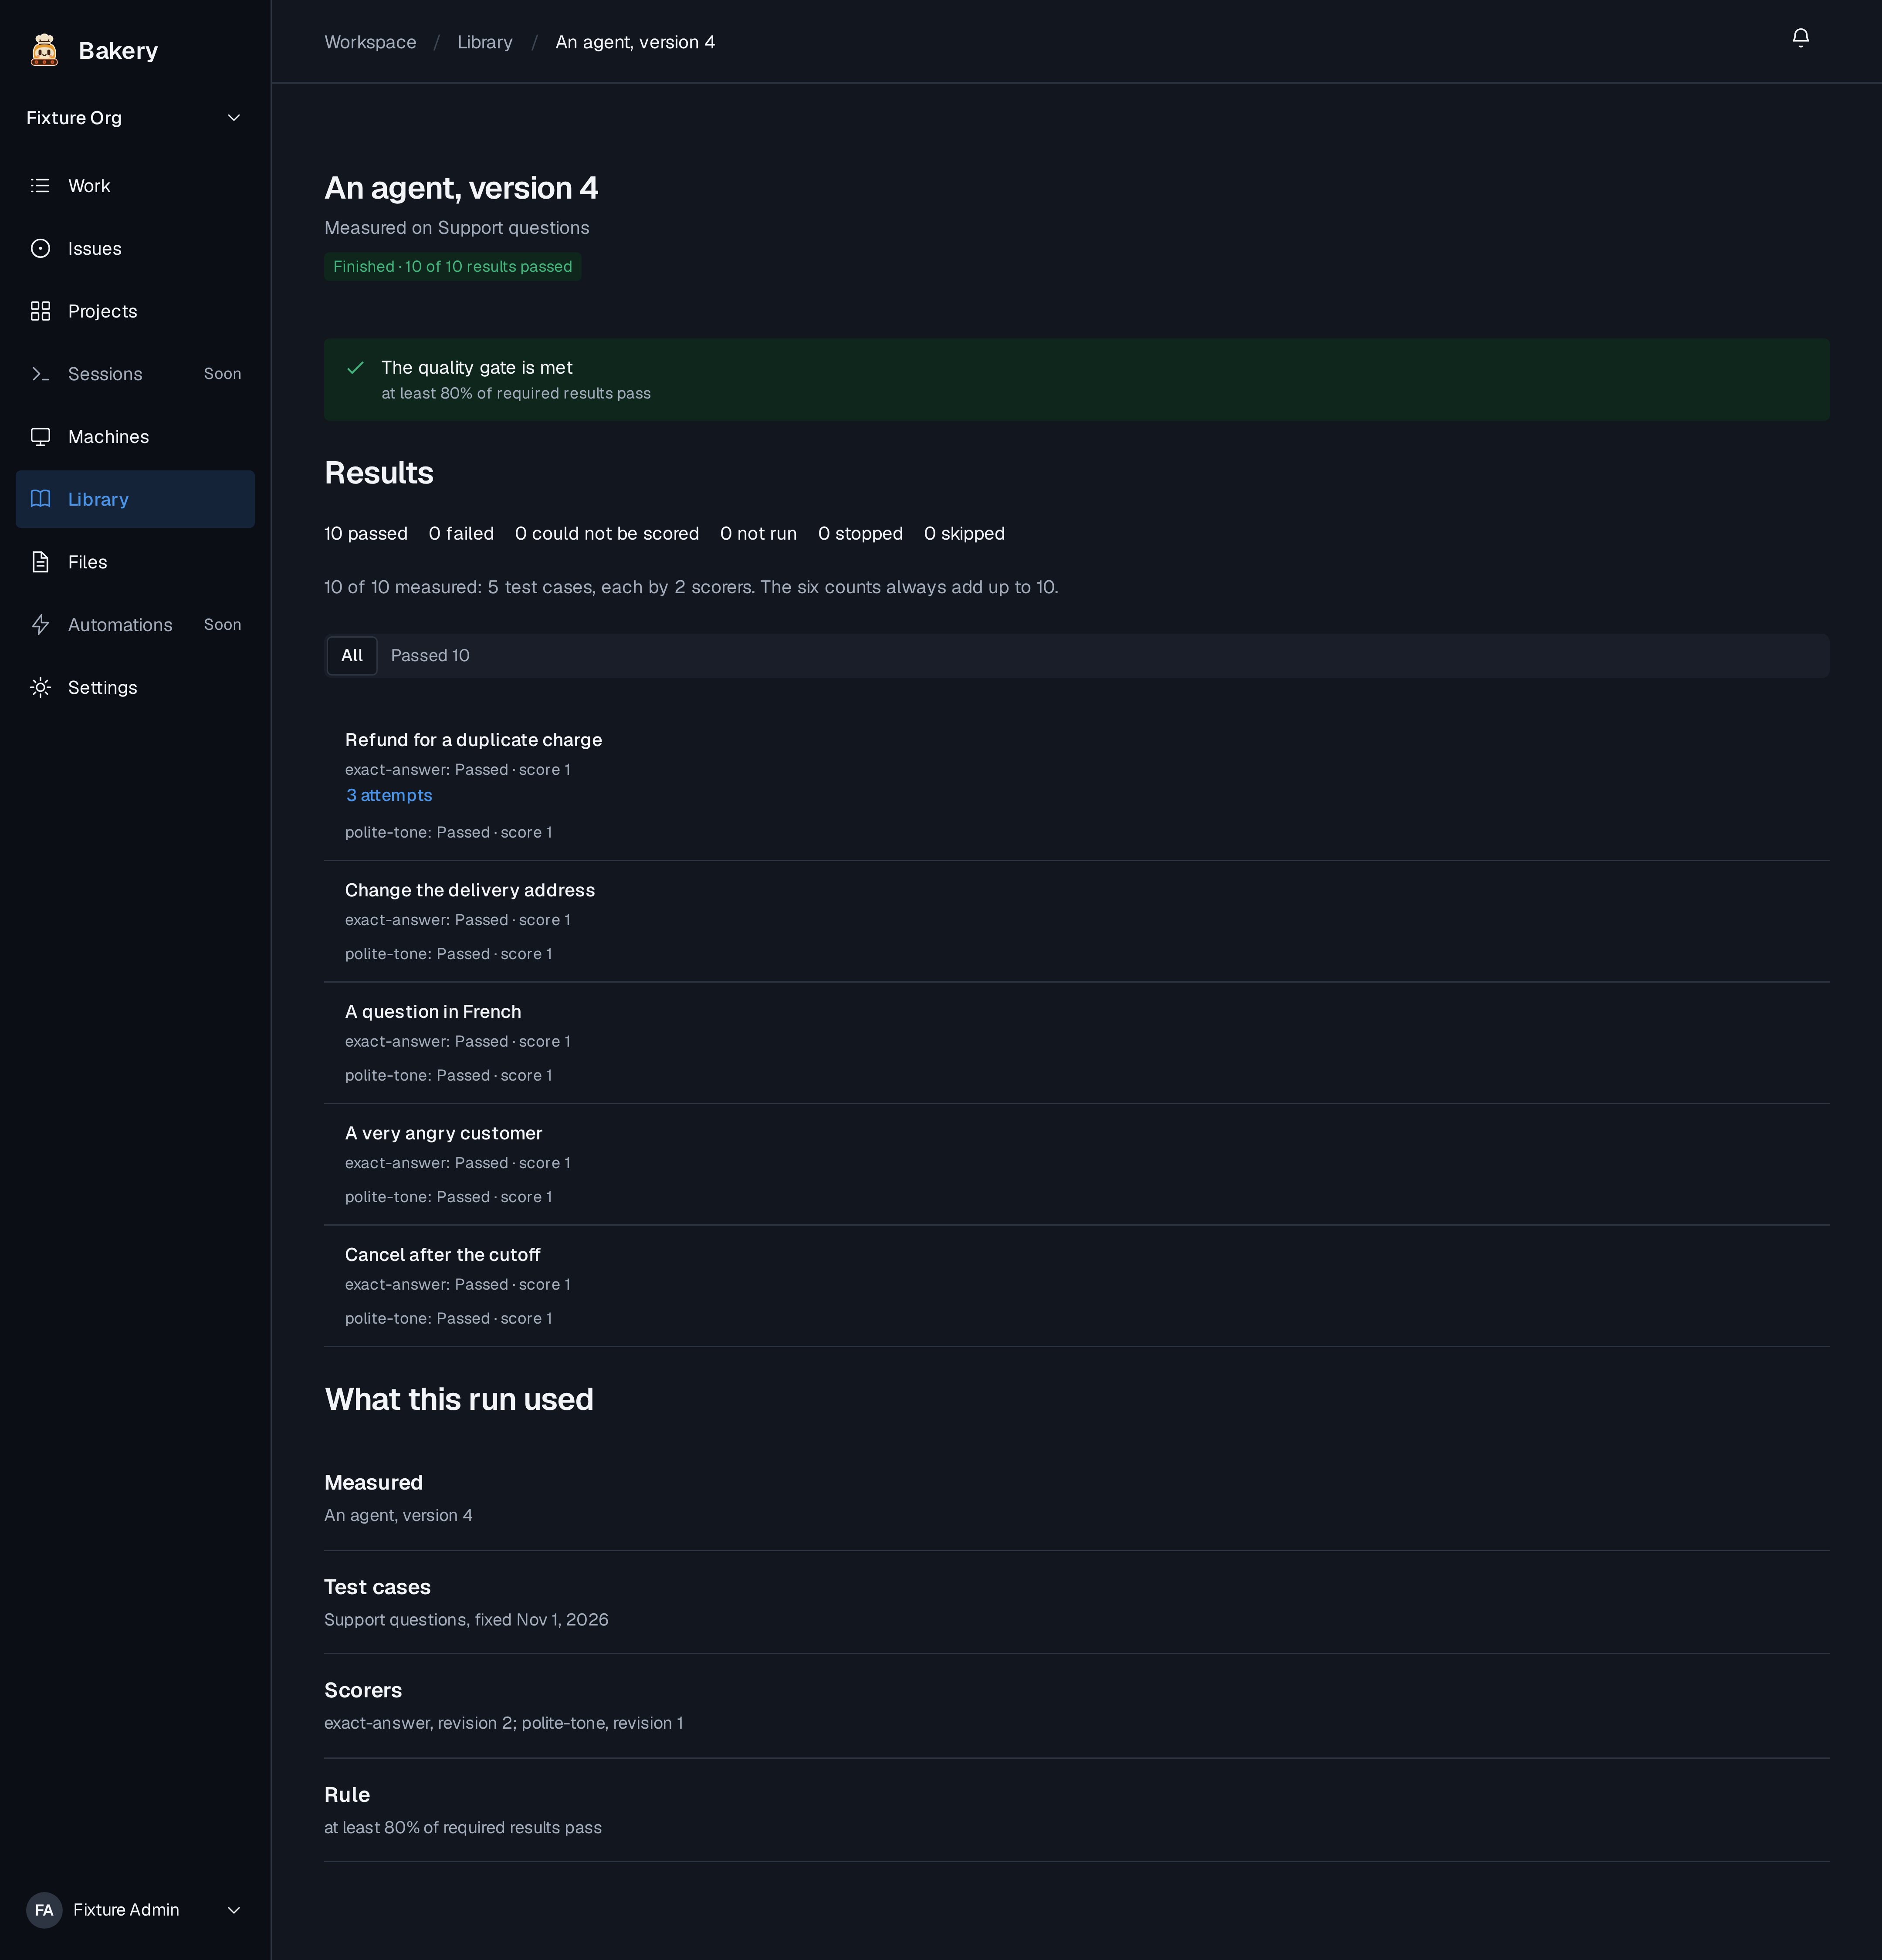 Bakery
Fixture Org
Work
Issues
Projects
Sessions Soon
Machines
Library
Files
Automations Soon
Settings
FA Fixture Admin
Workspace / Library / An agent, version 4
An agent, version 4
Measured on Support questions
Finished · 10 of 10 results passed
The quality gate is met
at least 80% of required results pass
Results
10 passed 0 failed 0 could not be scored 0 not run 0 stopped 0 skipped
10 of 10 measured: 5 test cases, each by 2 scorers. The six counts always add up to 10.
All Passed 10
Refund for a duplicate charge
exact-answer: Passed · score 1
3 attempts
polite-tone: Passed · score 1
Change the delivery address
exact-answer: Passed · score 1
polite-tone: Passed · score 1
A question in French
exact-answer: Passed · score 1
polite-tone: Passed · score 1
A very angry customer
exact-answer: Passed · score 1
polite-tone: Passed · score 1
Cancel after the cutoff
exact-answer: Passed · score 1
polite-tone: Passed · score 1
What this run used
Measured
An agent, version 4
Test cases
Support questions, fixed Nov 1, 2026
Scorers
exact-answer, revision 2; polite-tone, revision 1
Rule
at least 80% of required results pass